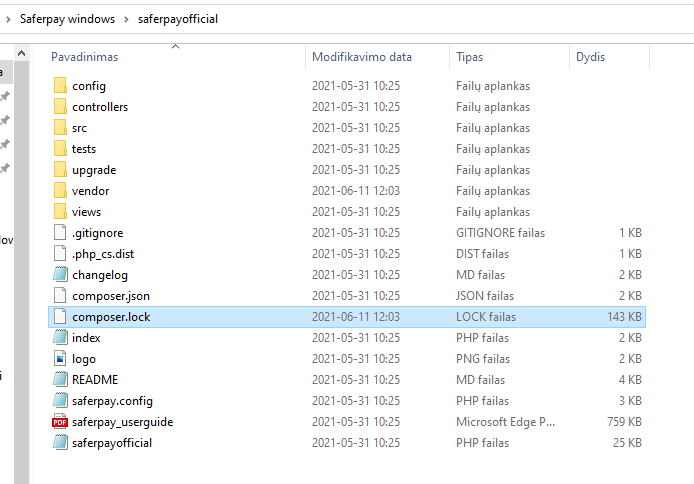 Saferpay windows > saferpayofficial
Pavadinimas Modifikavimo data Tipas Dydis
config 2021-05-31 10:25 Failų aplankas
controllers 2021-05-31 10:25 Failų aplankas
src 2021-05-31 10:25 Failų aplankas
tests 2021-05-31 10:25 Failų aplankas
upgrade 2021-05-31 10:25 Failų aplankas
vendor 2021-06-11 12:03 Failų aplankas
views 2021-05-31 10:25 Failų aplankas
.gitignore 2021-05-31 10:25 GITIGNORE failas 1 KB
.php_cs.dist 2021-05-31 10:25 DIST failas 1 KB
changelog 2021-05-31 10:25 MD failas 2 KB
composer.json 2021-05-31 10:25 JSON failas 2 KB
composer.lock 2021-06-11 12:03 LOCK failas 143 KB
index 2021-05-31 10:25 PHP failas 2 KB
logo 2021-05-31 10:25 PNG failas 2 KB
README 2021-05-31 10:25 MD failas 4 KB
saferpay.config 2021-05-31 10:25 PHP failas 3 KB
PDF saferpay_userguide 2021-05-31 10:25 Microsoft Edge P... 759 KB
saferpayofficial 2021-05-31 10:25 PHP failas 25 KB